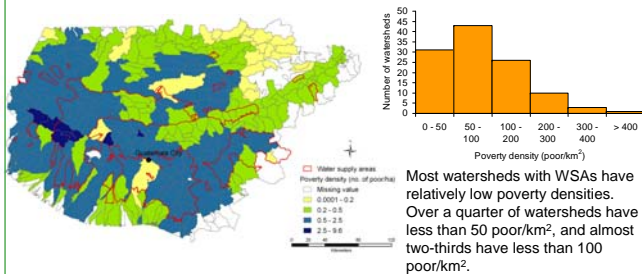 Guatemala City
Water supply areas
Poverty density (no. of poor/ha)
Missing value
0.0001 - 0.2
0.2 - 0.5
0.5 - 2.5
2.5 - 9.6
Number of watersheds
50
45
40
35
30
25
20
15
10
5
0
0 - 50
50 - 100
100 - 200
200 - 300
300 - 400
> 400
Poverty density (poor/km²)
Most watersheds with WSAs have
relatively low poverty densities.
Over a quarter of watersheds have
less than 50 poor/km², and almost
two-thirds have less than 100
poor/km².